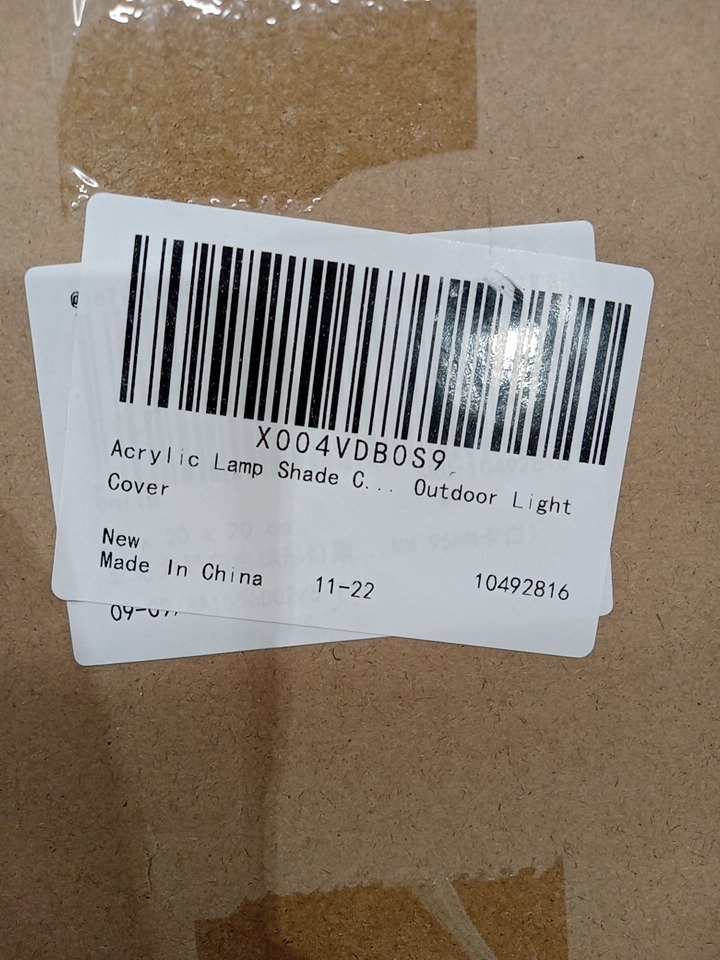 X004VDB0S9
Acrylic Lamp Shade C... Outdoor Light
Cover
New
Made In China 11-22 10492816